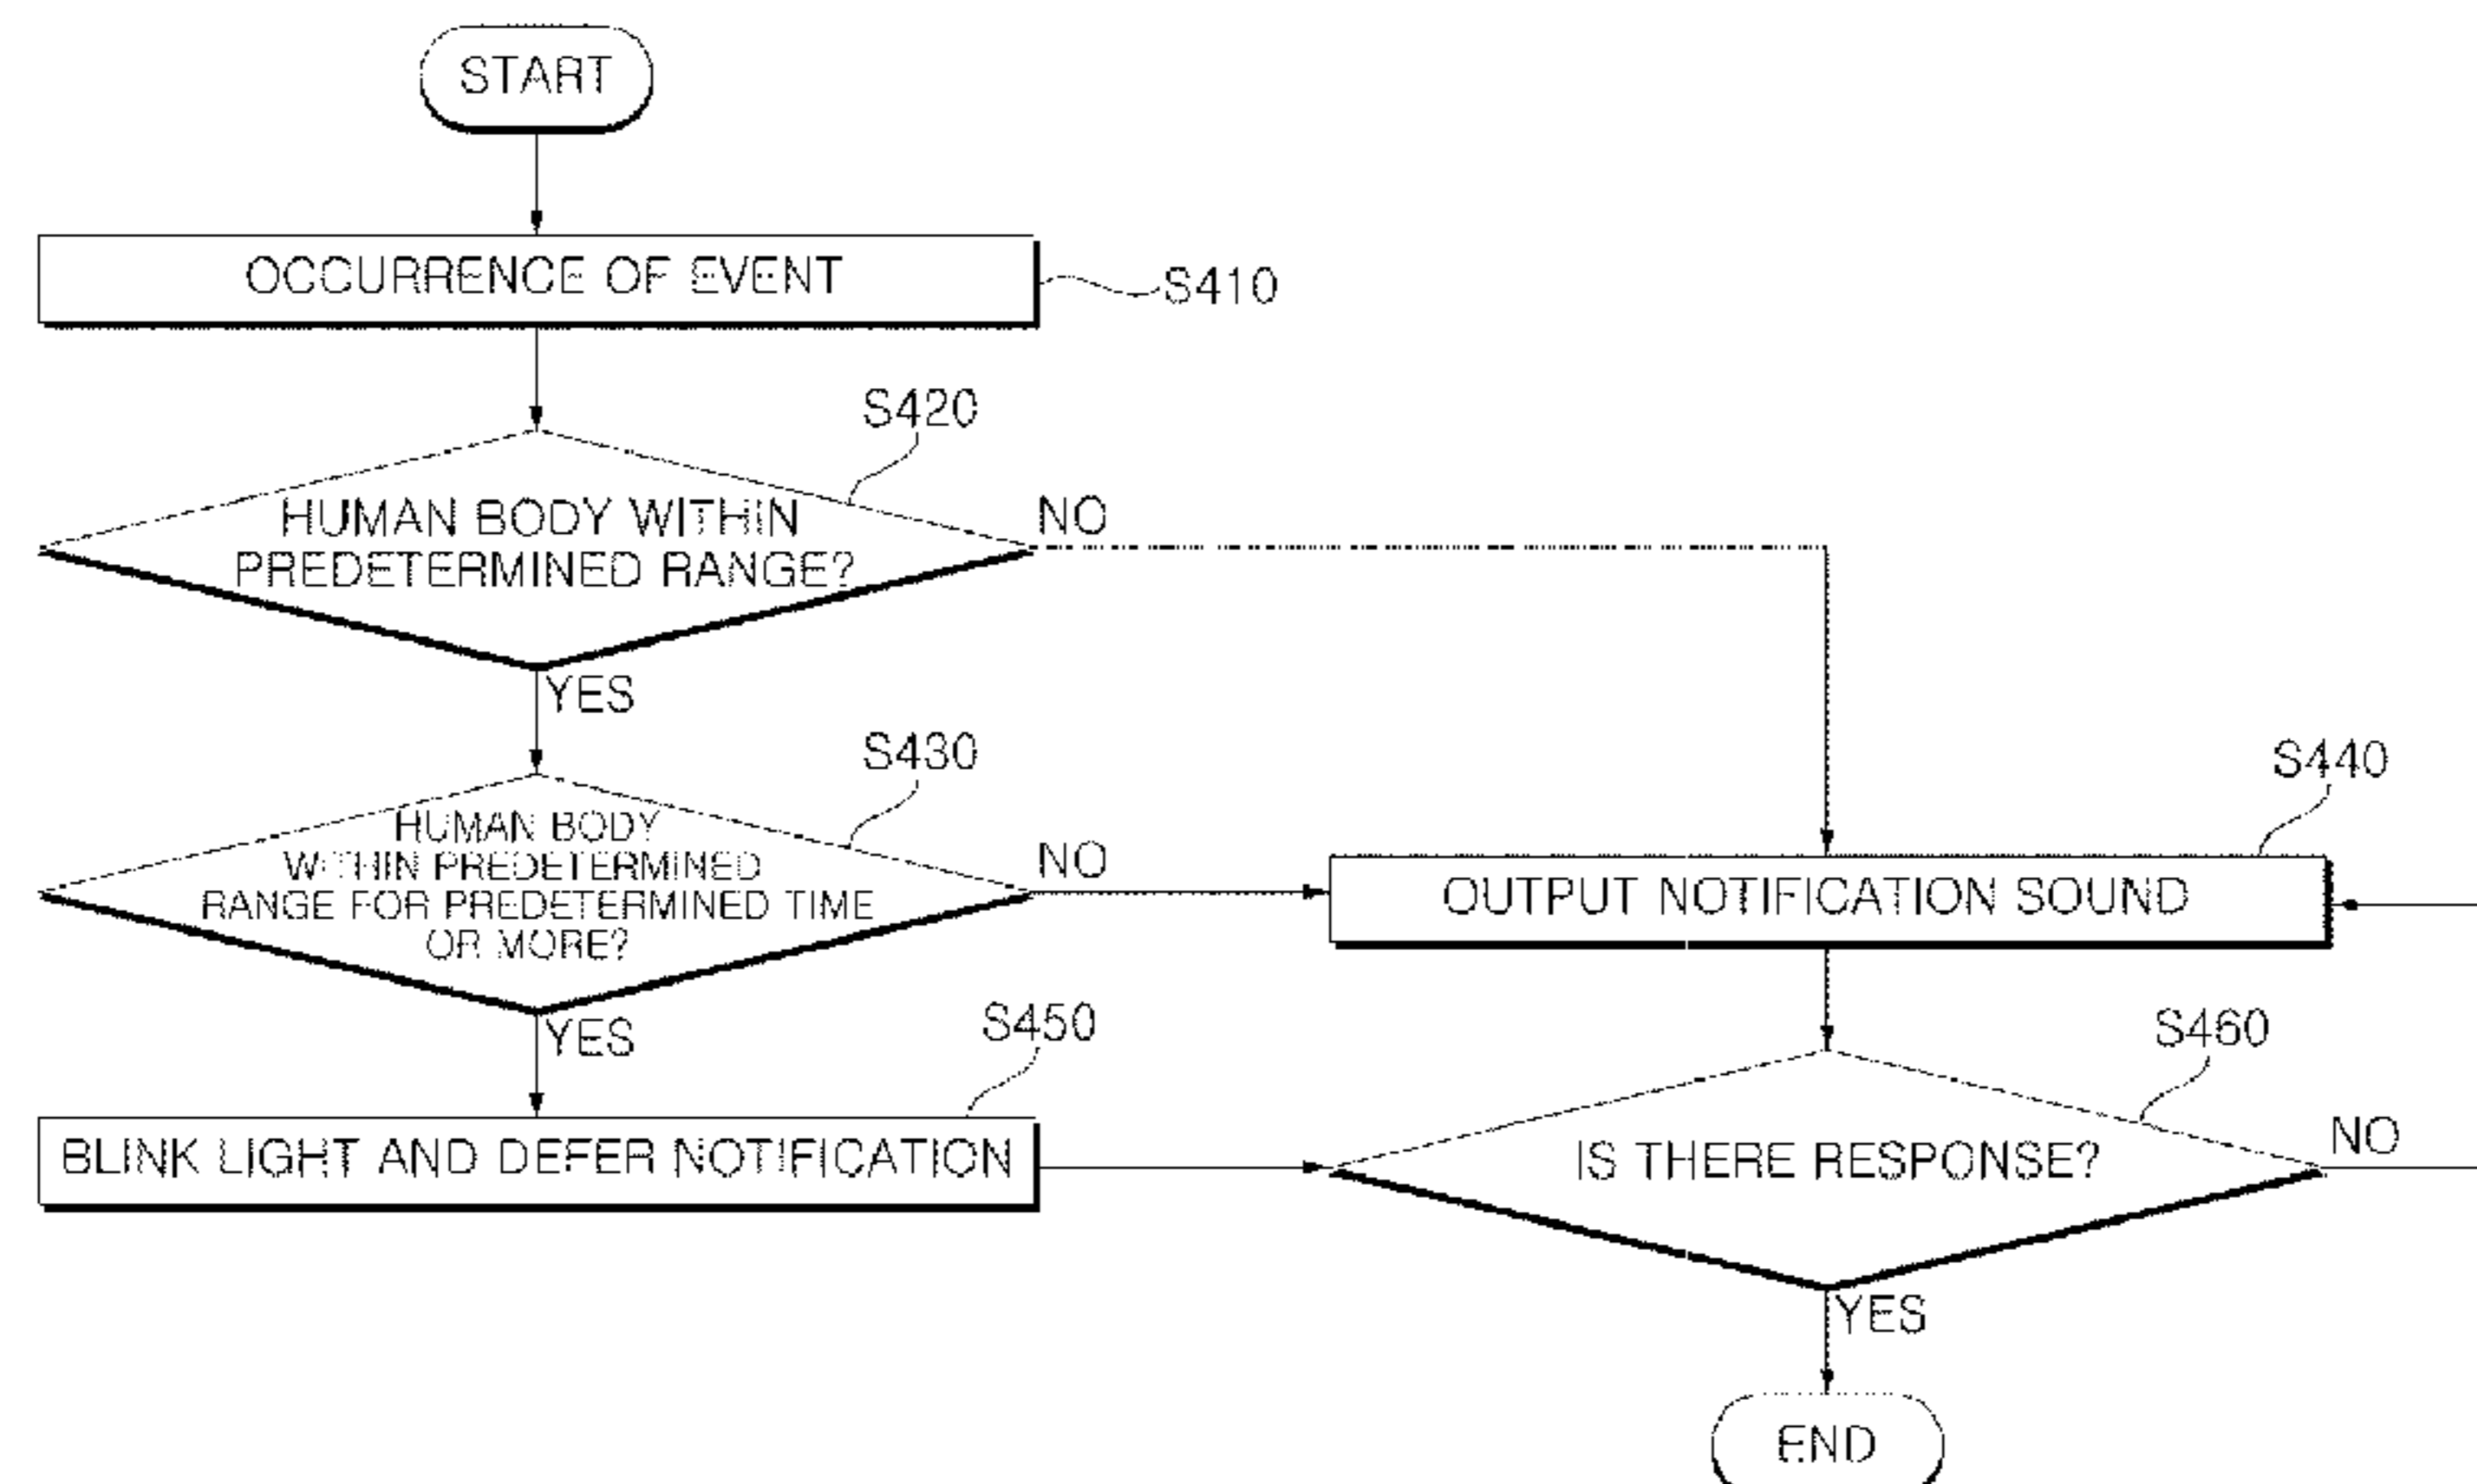 START
OCCURRENCE OF EVENT
S410
S420
HUMAN BODY WITHIN
PREDETERMINED RANGE?
NO
YES
S430
HUMAN BODY
WITHIN PREDETERMINED
RANGE FOR PREDETERMINED TIME
OR MORE?
NO
YES
S440
OUTPUT NOTIFICATION SOUND
S450
BLINK LIGHT AND DEFER NOTIFICATION
S460
IS THERE RESPONSE?
NO
YES
END